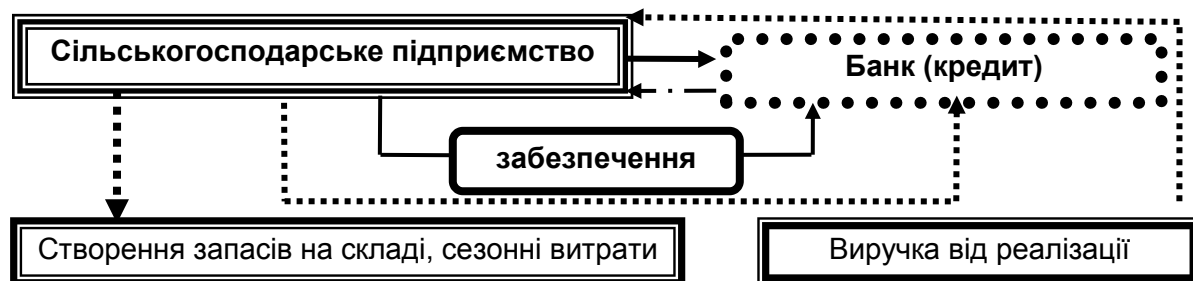 Сільськогосподарське підприємство
Банк (кредит)
забезпечення
Створення запасів на складі, сезонні витрати
Виручка від реалізації